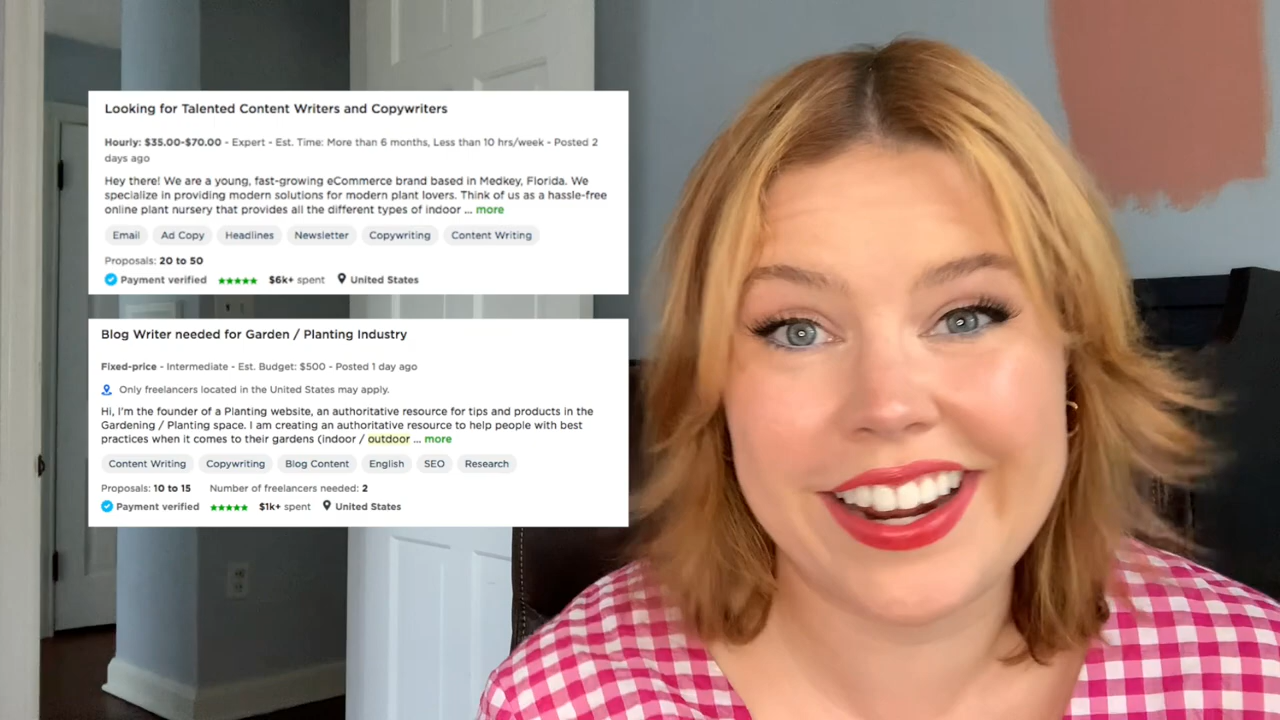 Looking for Talented Content Writers and Copywriters
Hourly: $35.00-$70.00 - Expert - Est. Time: More than 6 months, Less than 10 hrs/week - Posted 2
days ago
Hey there! We are a young, fast-growing eCommerce brand based in Medkey, Florida. We
specialize in providing modern solutions for modern plant lovers. Think of us as a hassle-free
online plant nursery that provides all the different types of indoor ... more
Email Ad Copy Headlines Newsletter Copywriting Content Writing
Proposals: 20 to 50
Payment verified $6k+ spent United States
Blog Writer needed for Garden / Planting Industry
Fixed-price - Intermediate - Est. Budget: $500 - Posted 1 day ago
Only freelancers located in the United States may apply.
Hi, I'm the founder of a Planting website, an authoritative resource for tips and products in the
Gardening / Planting space. I am creating an authoritative resource to help people with best
practices when it comes to their gardens (indoor / outdoor ... more
Content Writing Copywriting Blog Content English SEO Research
Proposals: 10 to 15 Number of freelancers needed: 2
Payment verified $1k+ spent United States